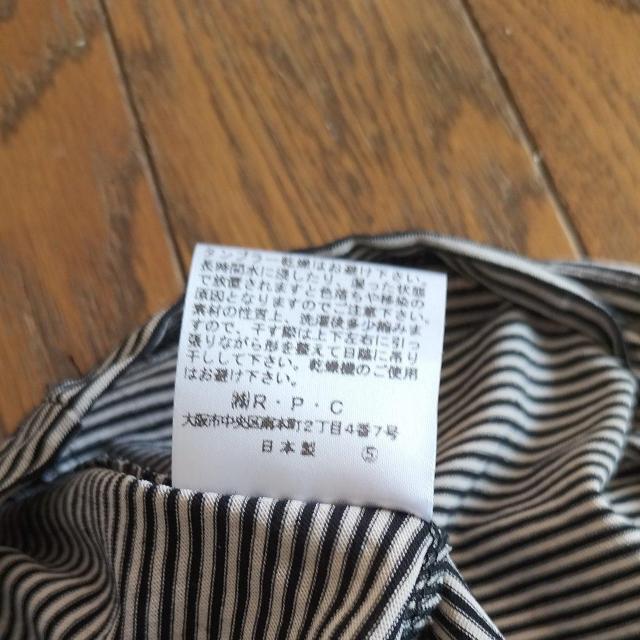 タンブラー乾燥はお避け下さい。
長時間水に浸したり、湿った状態
で放置されますと色落ちや移染の
原因となりますのでご注意下さい。
素材の性質上、洗濯後多少縮みま
すので、干す際は上下左右に引っ
張りながら形を整えて日陰に吊り
干しして下さい。乾燥機のご使用
はお避け下さい。
㈱R・P・C
大阪市中央区南本町2丁目4番7号
日本製 ⑤